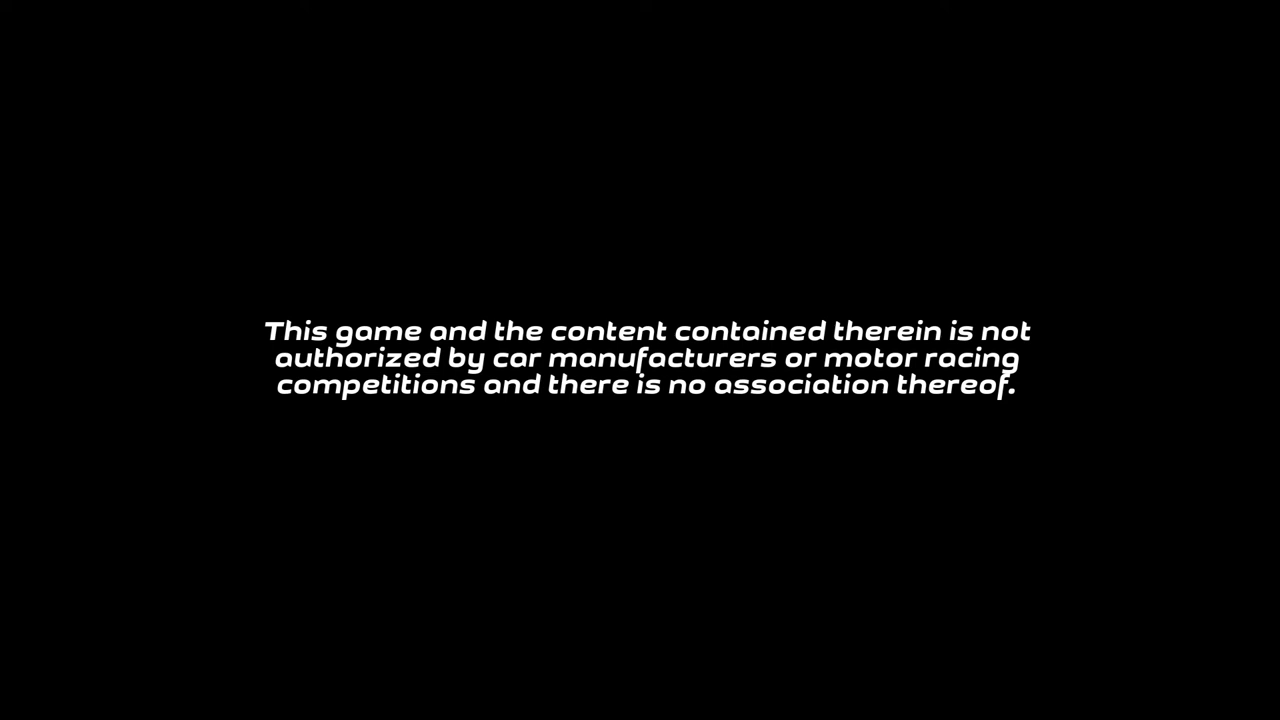 This game and the content contained therein is not
authorized by car manufacturers or motor racing
competitions and there is no association thereof.